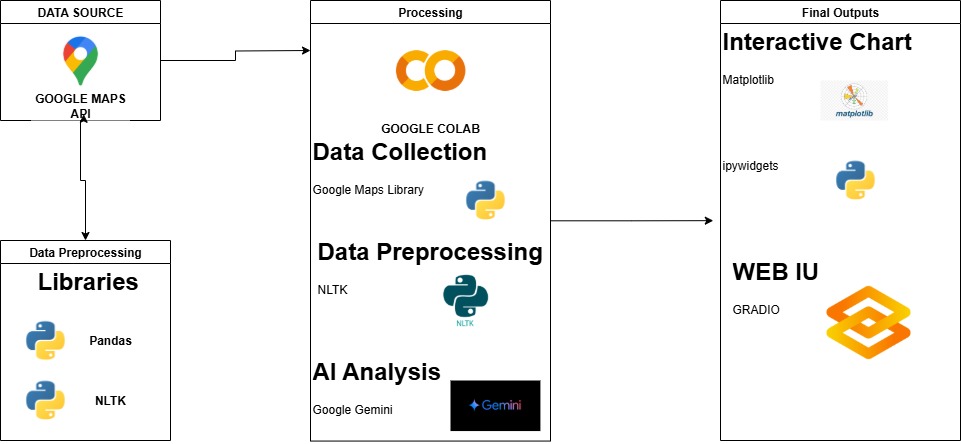 DATA SOURCE
GOOGLE MAPS
API
Data Preprocessing
Libraries
Pandas
NLTK
Processing
GOOGLE COLAB
Data Collection
Google Maps Library
Data Preprocessing
NLTK
NLTK
AI Analysis
Google Gemini
Gemini
Final Outputs
Interactive Chart
Matplotlib
matplotlib
ipywidgets
WEB IU
GRADIO